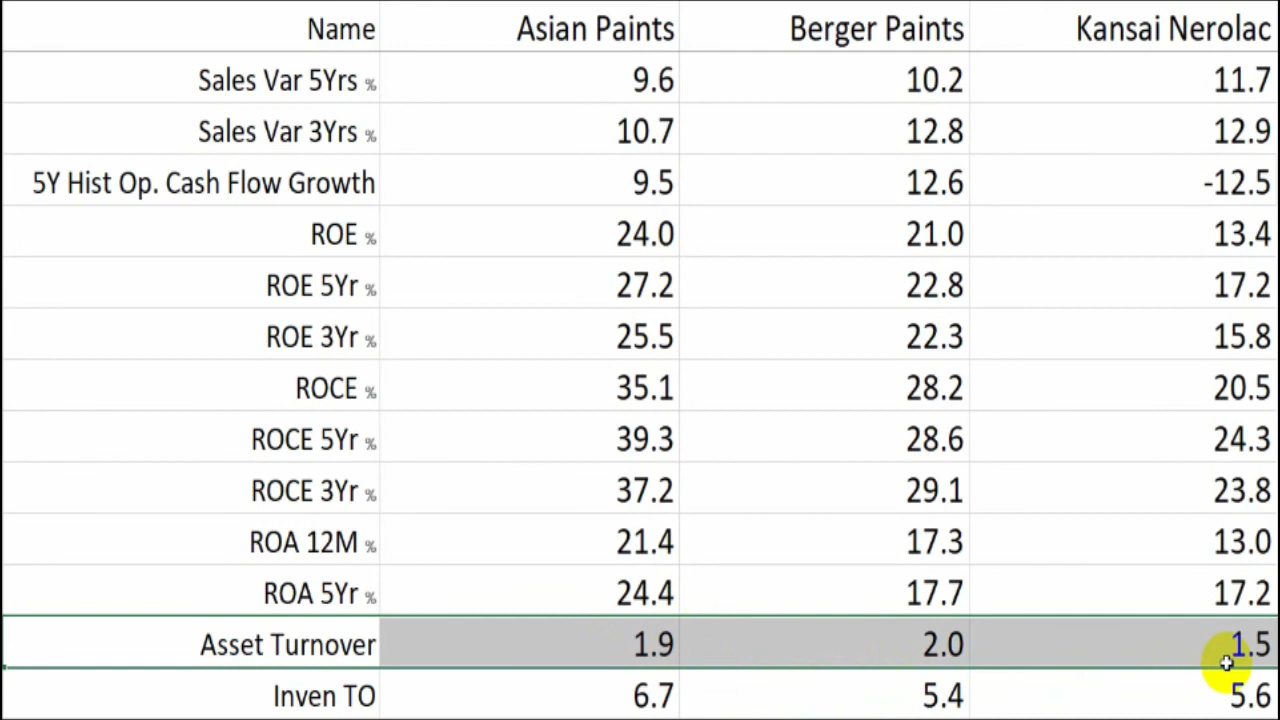 Name Asian Paints Berger Paints Kansai Nerolac
Sales Var 5Yrs % 9.6 10.2 11.7
Sales Var 3Yrs % 10.7 12.8 12.9
5Y Hist Op. Cash Flow Growth 9.5 12.6 -12.5
ROE % 24.0 21.0 13.4
ROE 5Yr % 27.2 22.8 17.2
ROE 3Yr % 25.5 22.3 15.8
ROCE % 35.1 28.2 20.5
ROCE 5Yr % 39.3 28.6 24.3
ROCE 3Yr % 37.2 29.1 23.8
ROA 12M % 21.4 17.3 13.0
ROA 5Yr % 24.4 17.7 17.2
Asset Turnover 1.9 2.0 1.5
Inven TO 6.7 5.4 5.6